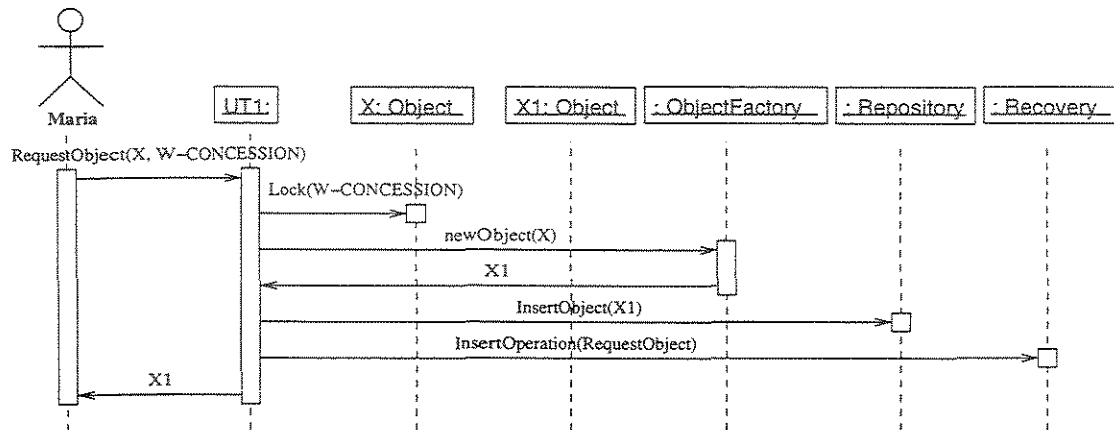 Maria
UT1:
X: Object
X1: Object
: ObjectFactory
: Repository
: Recovery
RequestObject(X, W-CONCESSION)
Lock(W-CONCESSION)
newObject(X)
X1
InsertObject(X1)
InsertOperation(RequestObject)
X1